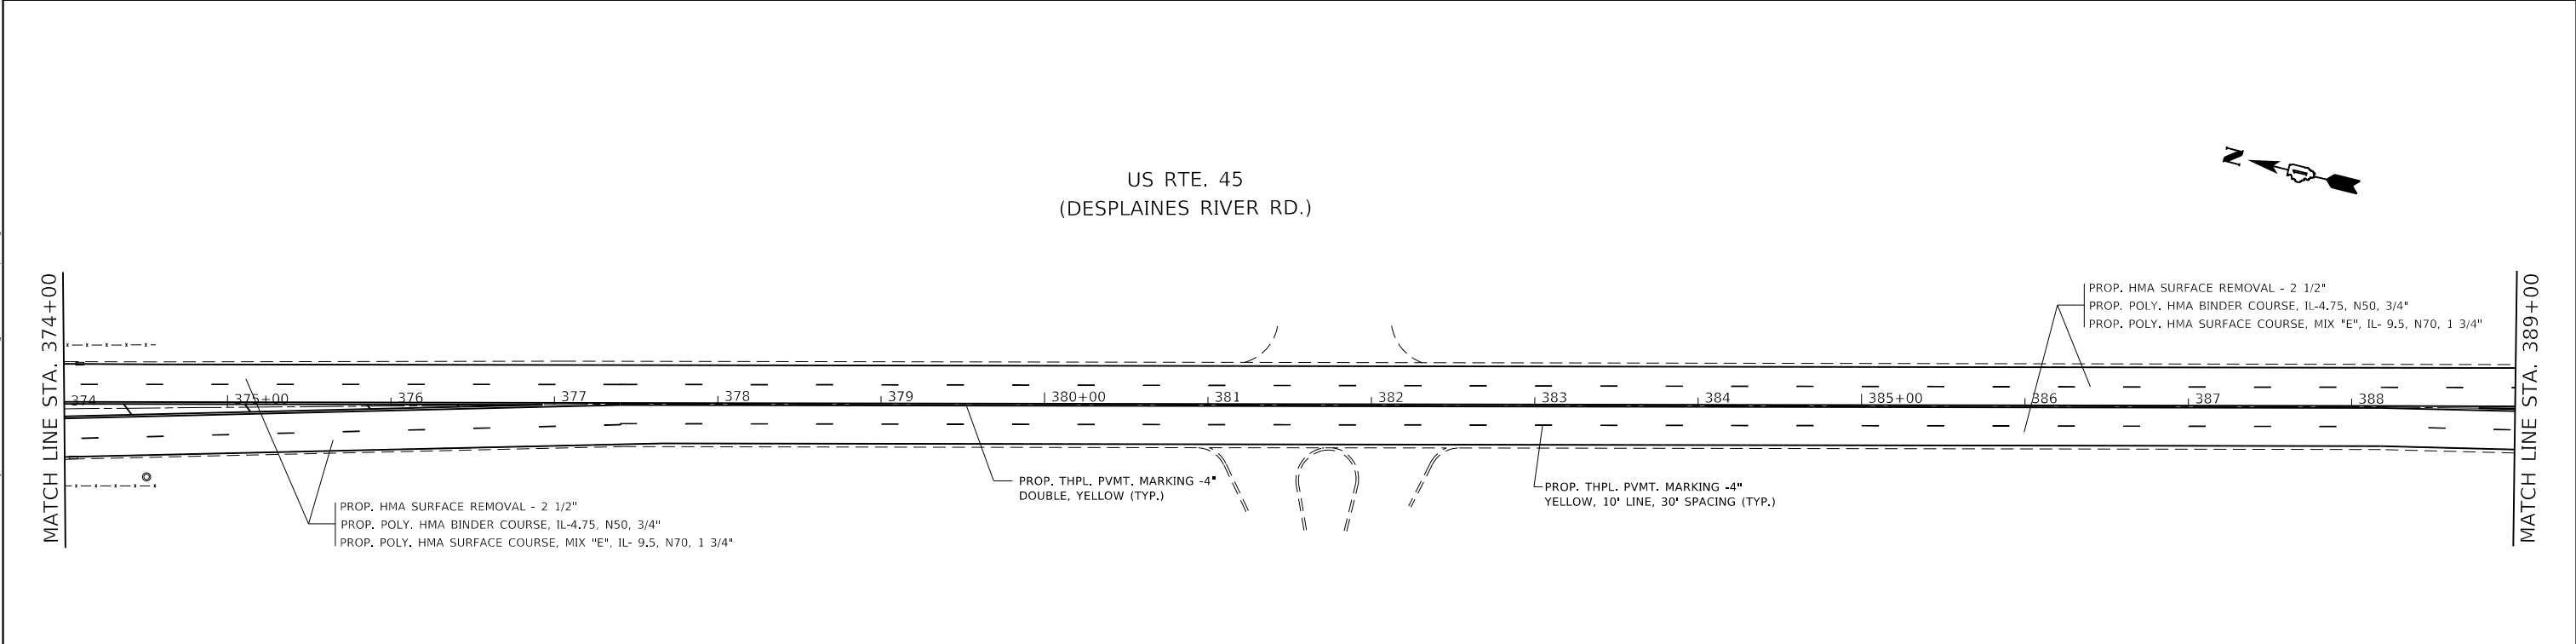 US RTE. 45
(DESPLAINES RIVER RD.)
N
MATCH LINE STA. 374+00
MATCH LINE STA. 389+00
PROP. HMA SURFACE REMOVAL - 2 1/2"
PROP. POLY. HMA BINDER COURSE, IL-4.75, N50, 3/4"
PROP. POLY. HMA SURFACE COURSE, MIX "E", IL- 9.5, N70, 1 3/4"
374
375+00
376
377
378
379
380+00
381
382
383
384
385+00
386
387
388
PROP. THPL. PVMT. MARKING -4"
DOUBLE, YELLOW (TYP.)
PROP. THPL. PVMT. MARKING -4"
YELLOW, 10' LINE, 30' SPACING (TYP.)
PROP. HMA SURFACE REMOVAL - 2 1/2"
PROP. POLY. HMA BINDER COURSE, IL-4.75, N50, 3/4"
PROP. POLY. HMA SURFACE COURSE, MIX "E", IL- 9.5, N70, 1 3/4"